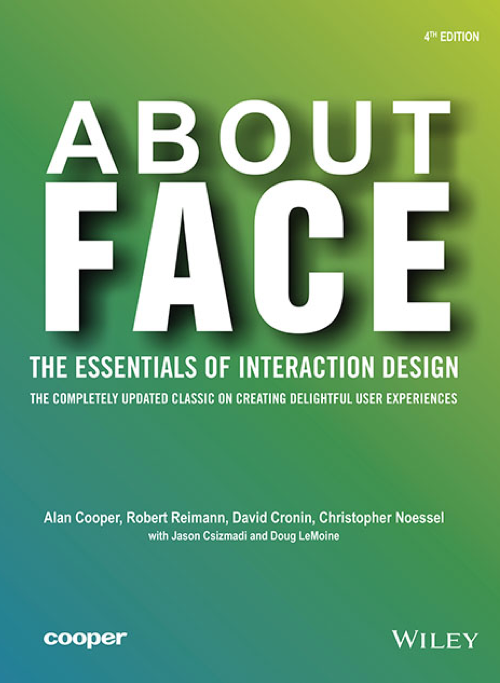 4TH EDITION
ABOUT
FACE
THE ESSENTIALS OF INTERACTION DESIGN
THE COMPLETELY UPDATED CLASSIC ON CREATING DELIGHTFUL USER EXPERIENCES
Alan Cooper, Robert Reimann, David Cronin, Christopher Noessel
with Jason Csizmadi and Doug LeMoine
cooper
WILEY